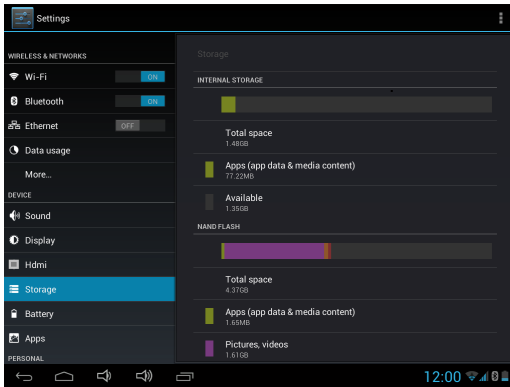 Settings
WIRELESS & NETWORKS
Wi-Fi ON
Bluetooth ON
Ethernet OFF
Data usage
More...
DEVICE
Sound
Display
Hdmi
Storage
Battery
Apps
PERSONAL
Storage
INTERNAL STORAGE
Total space
1.48GB
Apps (app data & media content)
77.22MB
Available
1.35GB
NAND FLASH
Total space
4.37GB
Apps (app data & media content)
1.65MB
Pictures, videos
1.61GB
12:00